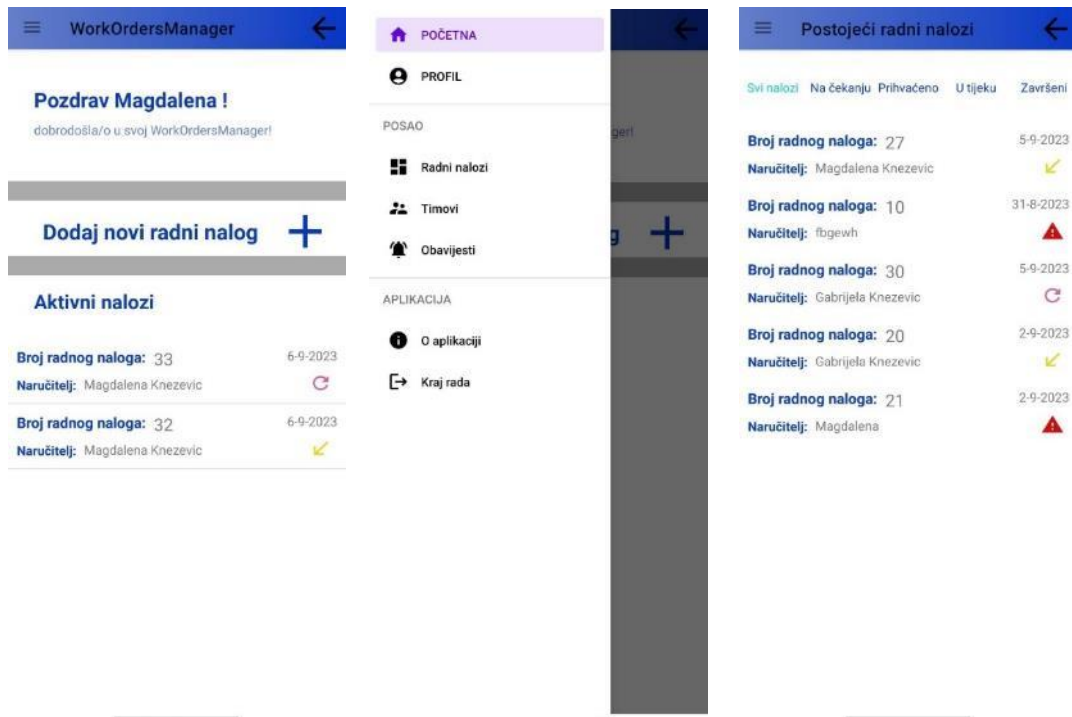 WorkOrdersManager
Pozdrav Magdalena !
dobrodošla/o u svoj WorkOrdersManager!
Dodaj novi radni nalog +
Aktivni nalozi
Broj radnog naloga: 33 6-9-2023
Naručitelj: Magdalena Knezevic
Broj radnog naloga: 32 6-9-2023
Naručitelj: Magdalena Knezevic
POČETNA
PROFIL
POSAO
Radni nalozi
Timovi
Obavijesti
APLIKACIJA
O aplikaciji
Kraj rada
ger!
g +
Postojeći radni nalozi
Svi nalozi Na čekanju Prihvaćeno U tijeku Završeni
Broj radnog naloga: 27 5-9-2023
Naručitelj: Magdalena Knezevic
Broj radnog naloga: 10 31-8-2023
Naručitelj: fbgewh
Broj radnog naloga: 30 5-9-2023
Naručitelj: Gabrijela Knezevic
Broj radnog naloga: 20 2-9-2023
Naručitelj: Gabrijela Knezevic
Broj radnog naloga: 21 2-9-2023
Naručitelj: Magdalena